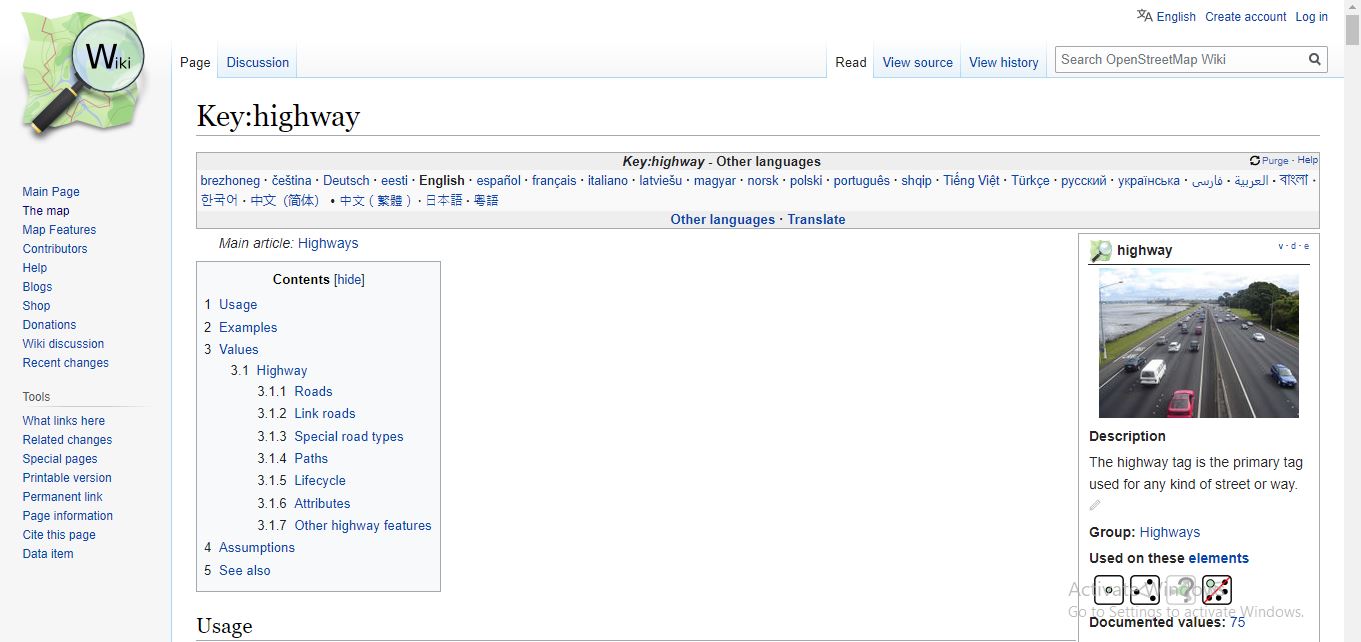 English Create account Log in
Wiki
Page Discussion Read View source View history Search OpenStreetMap Wiki
Key:highway
Key:highway - Other languages
Purge · Help
brezhoneg · čeština · Deutsch · eesti · English · español · français · italiano · latviešu · magyar · norsk · polski · português · shqip · Tiếng Việt · Türkçe · русский · українська · فارسی · العربية · বাংলা ·
한국어 · 中文（简体） • 中文（繁體） · 日本語 · 粵語
Other languages · Translate
Main Page
The map
Map Features
Contributors
Help
Blogs
Shop
Donations
Wiki discussion
Recent changes
Tools
What links here
Related changes
Special pages
Printable version
Permanent link
Page information
Cite this page
Data item
Main article: Highways
Contents [hide]
1 Usage
2 Examples
3 Values
3.1 Highway
3.1.1 Roads
3.1.2 Link roads
3.1.3 Special road types
3.1.4 Paths
3.1.5 Lifecycle
3.1.6 Attributes
3.1.7 Other highway features
4 Assumptions
5 See also
Usage
highway
v · d · e
Description
The highway tag is the primary tag
used for any kind of street or way.
Group: Highways
Used on these elements
Activate Windows
Go to Settings to activate Windows.
Documented values: 75